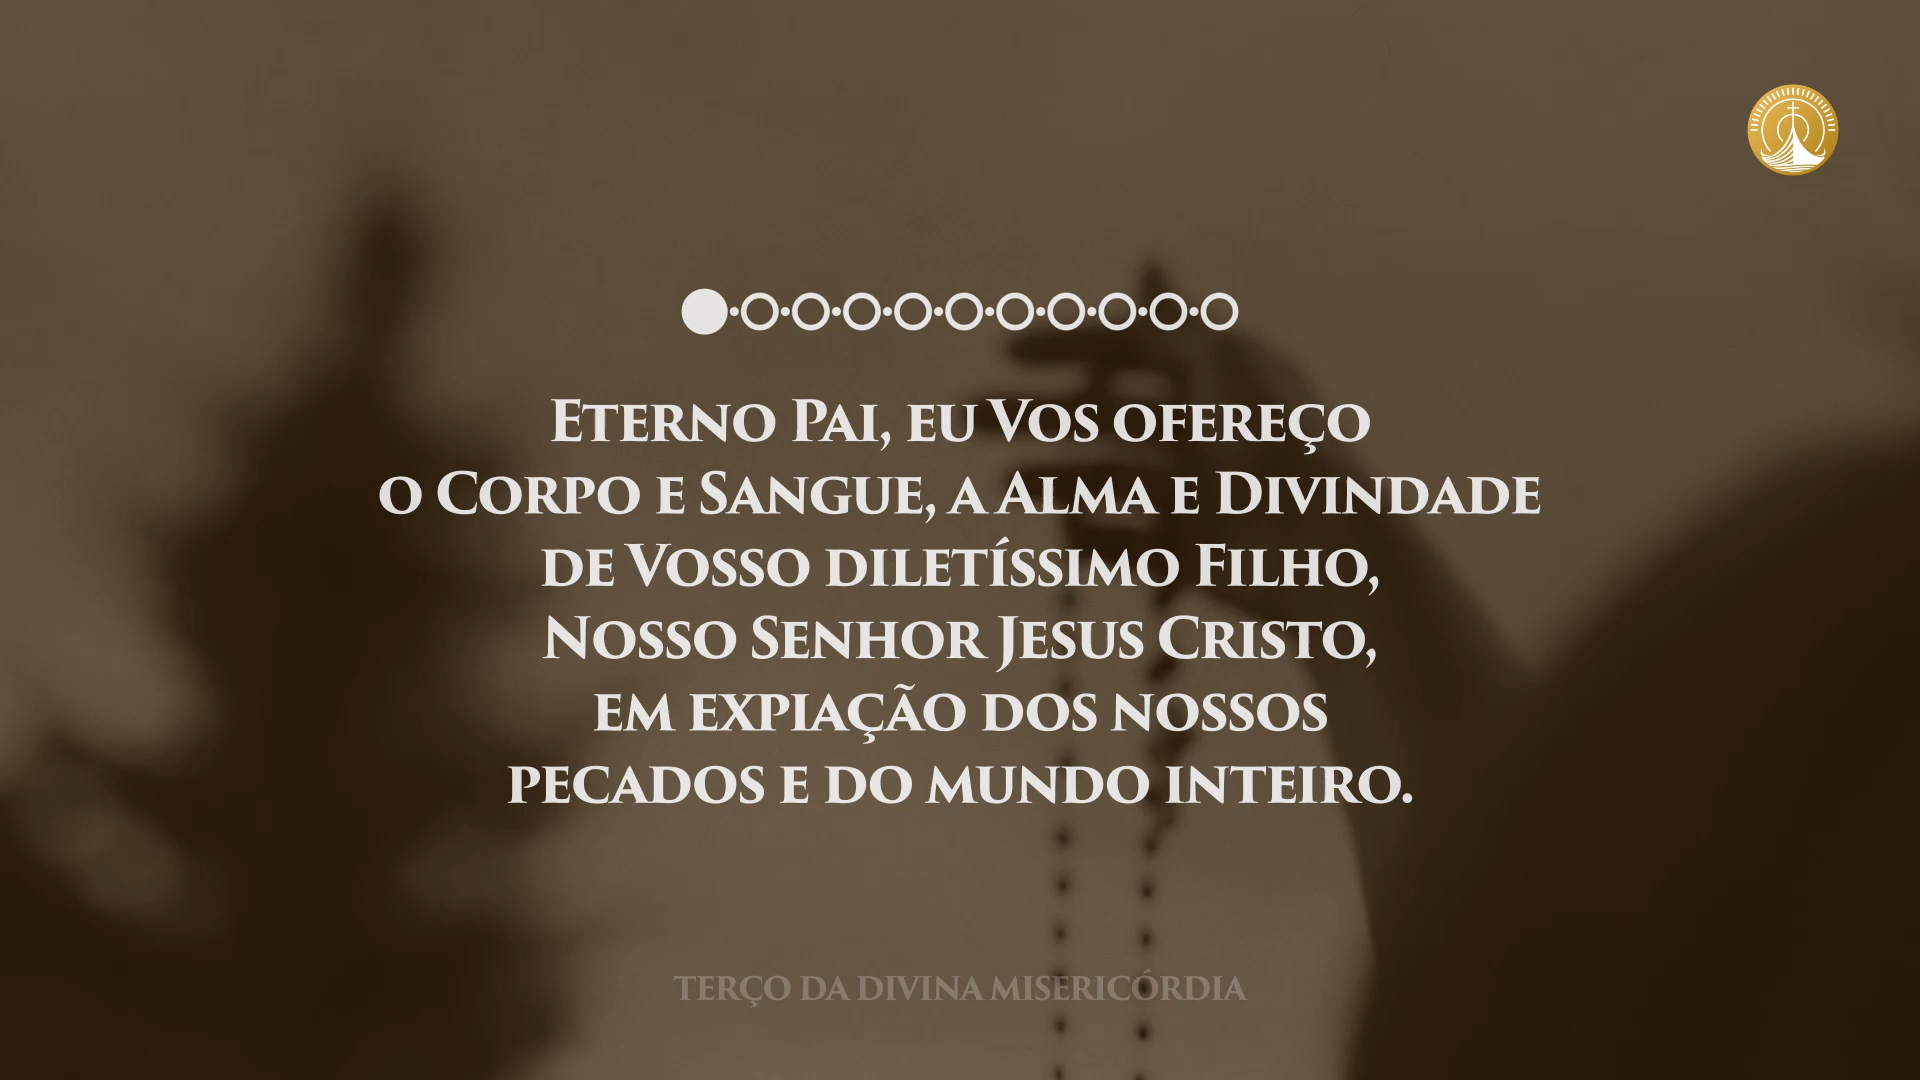 Eterno Pai, eu Vos ofereço
o Corpo e Sangue, a Alma e Divindade
de Vosso diletíssimo Filho,
Nosso Senhor Jesus Cristo,
em expiação dos nossos
pecados e do mundo inteiro.
TERÇO DA DIVINA MISERICÓRDIA